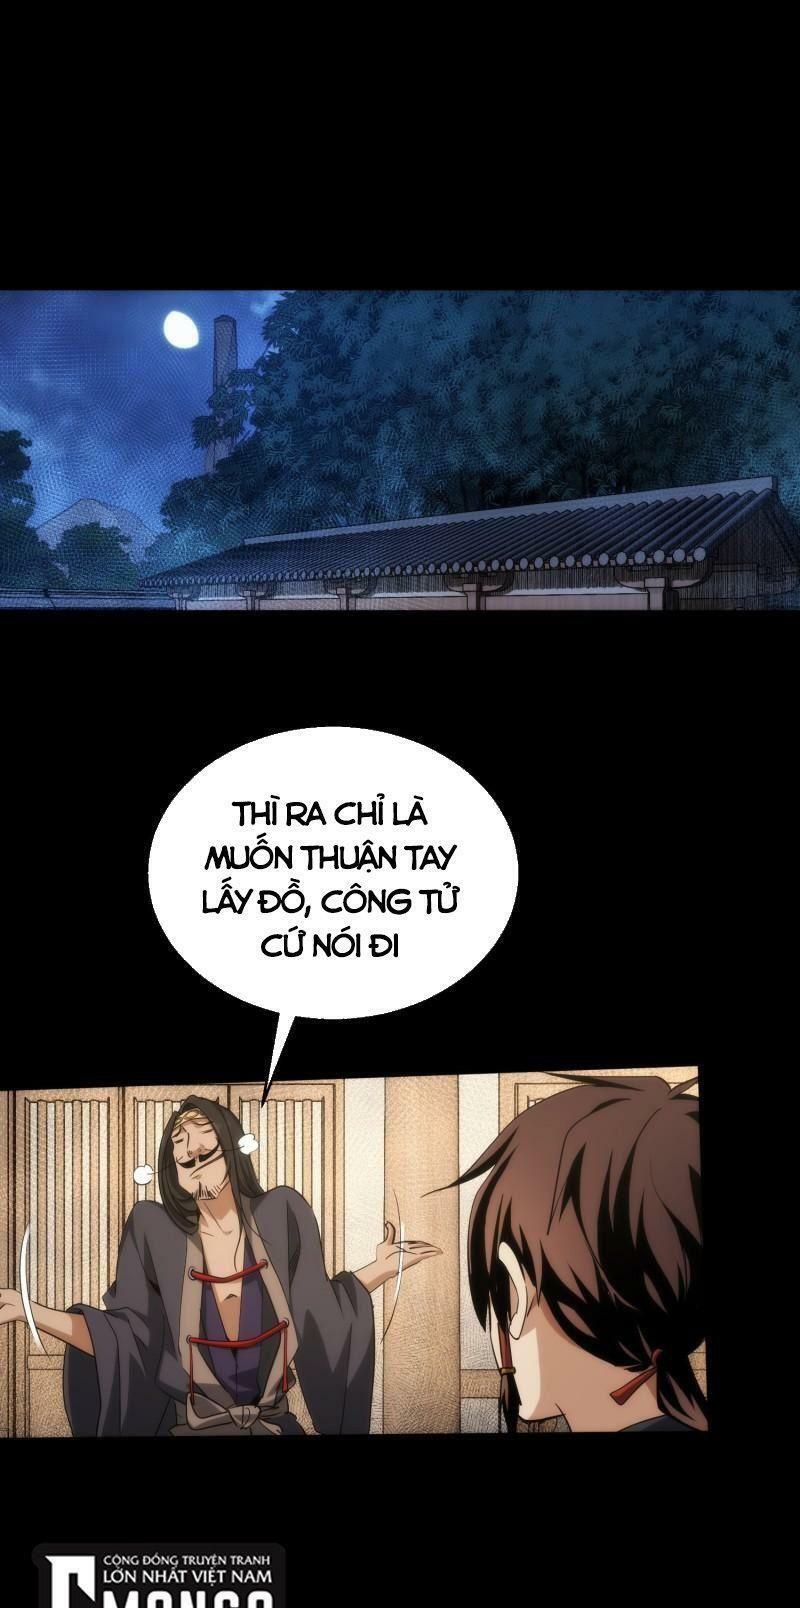 THÌ RA CHỈ LÀ
MUỐN THUẬN TAY
LẤY ĐỒ, CÔNG TỬ
CỨ NÓI ĐI
CỘNG ĐỒNG TRUYỆN TRANH
LỚN NHẤT VIỆT NAM